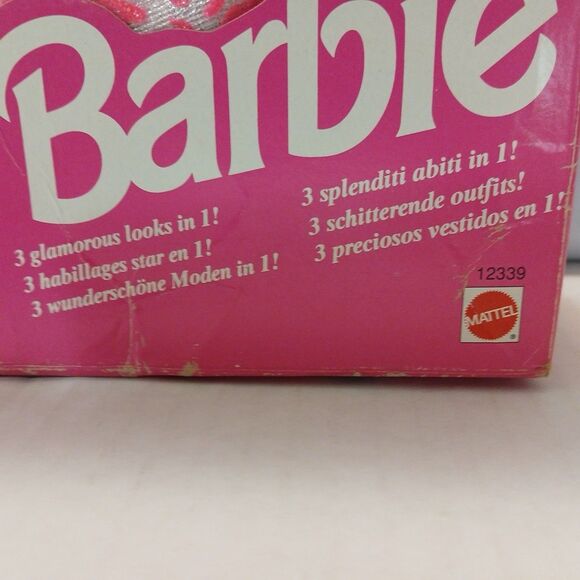 Barbie
3 glamorous looks in 1!
3 habillages star en 1!
3 wunderschöne Moden in 1!
3 splenditi abiti in 1!
3 schitterende outfits!
3 preciosos vestidos en 1!
12339
MATTEL
®